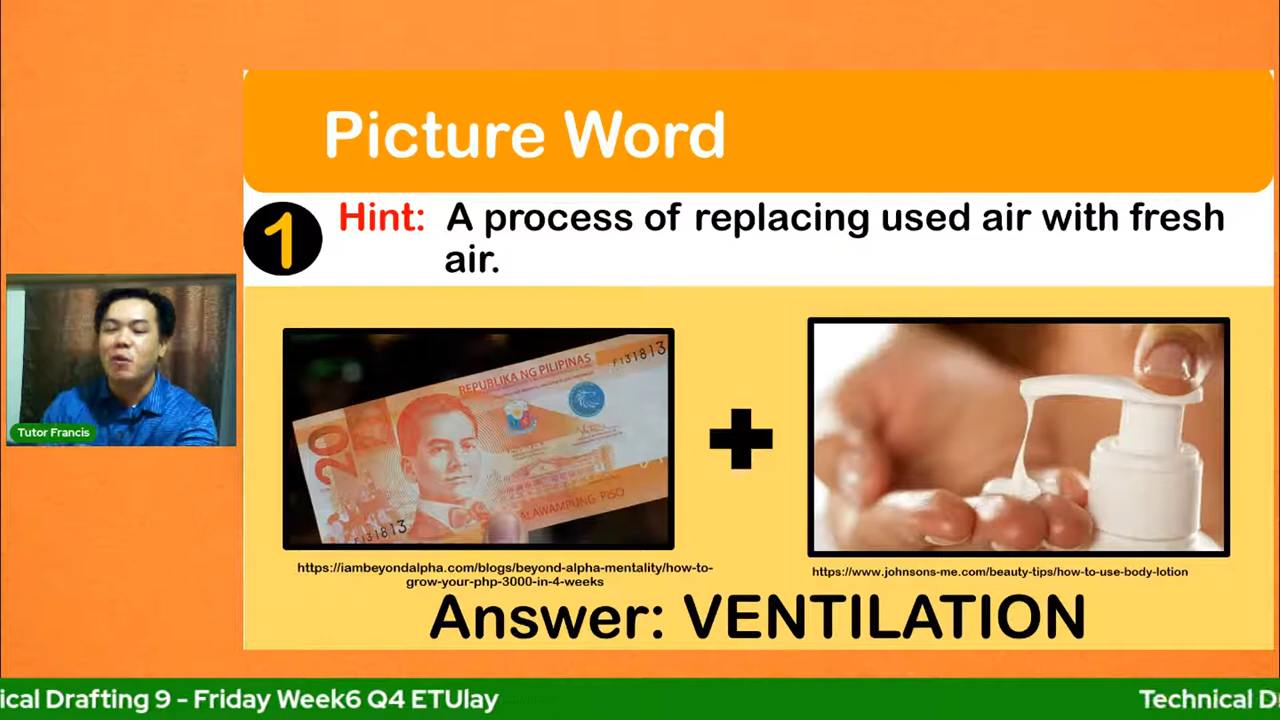 Picture Word
1
Hint: A process of replacing used air with fresh
air.
REPUBLIKA NG PILIPINAS
F131813
20
ALAWAMPUNG PISO
F131813
https://iambeyondalpha.com/blogs/beyond-alpha-mentality/how-to-
grow-your-php-3000-in-4-weeks
https://www.johnsons-me.com/beauty-tips/how-to-use-body-lotion
Answer: VENTILATION
Tutor Francis
ical Drafting 9 - Friday Week6 Q4 ETUlay
Technical D